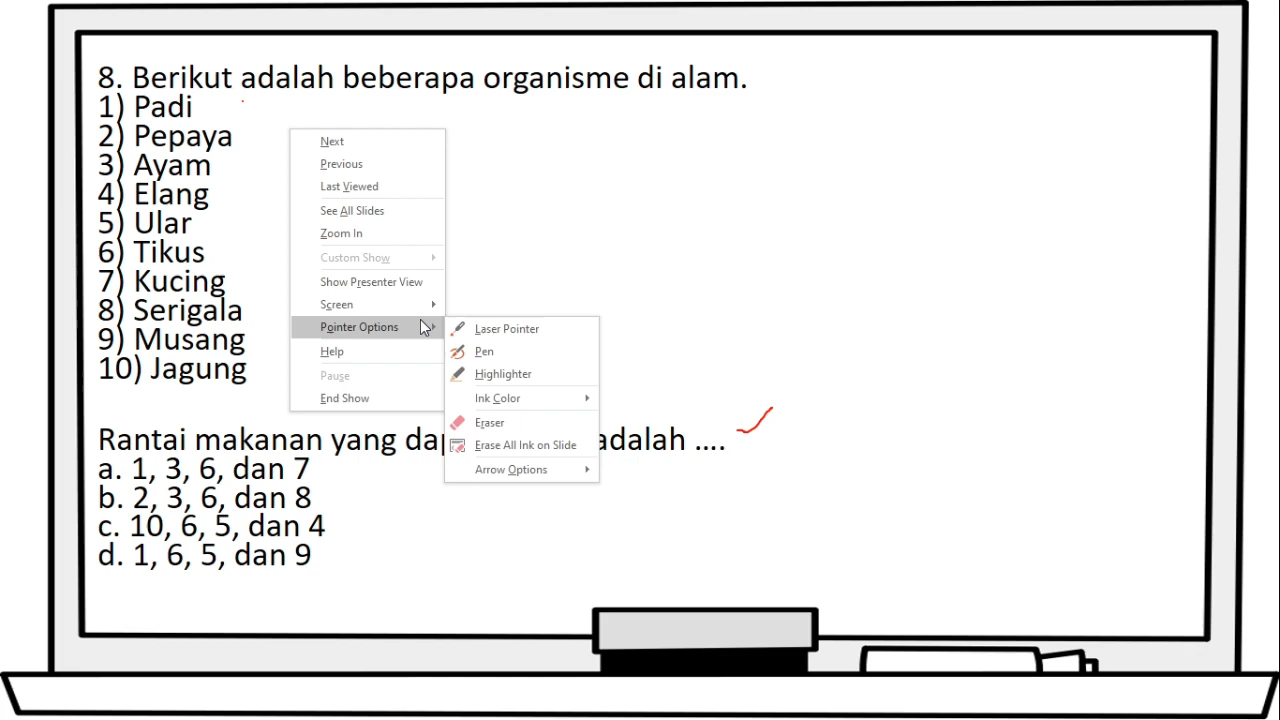 8. Berikut adalah beberapa organisme di alam.
1) Padi
2) Pepaya
3) Ayam
4) Elang
5) Ular
6) Tikus
7) Kucing
8) Serigala
9) Musang
10) Jagung
Next
Previous
Last Viewed
See All Slides
Zoom In
Custom Show
Show Presenter View
Screen
Pointer Options
Help
Pause
End Show
Laser Pointer
Pen
Highlighter
Ink Color
Eraser
Erase All Ink on Slide
Arrow Options
Rantai makanan yang adalah ....
a. 1, 3, 6, dan 7
b. 2, 3, 6, dan 8
c. 10, 6, 5, dan 4
d. 1, 6, 5, dan 9